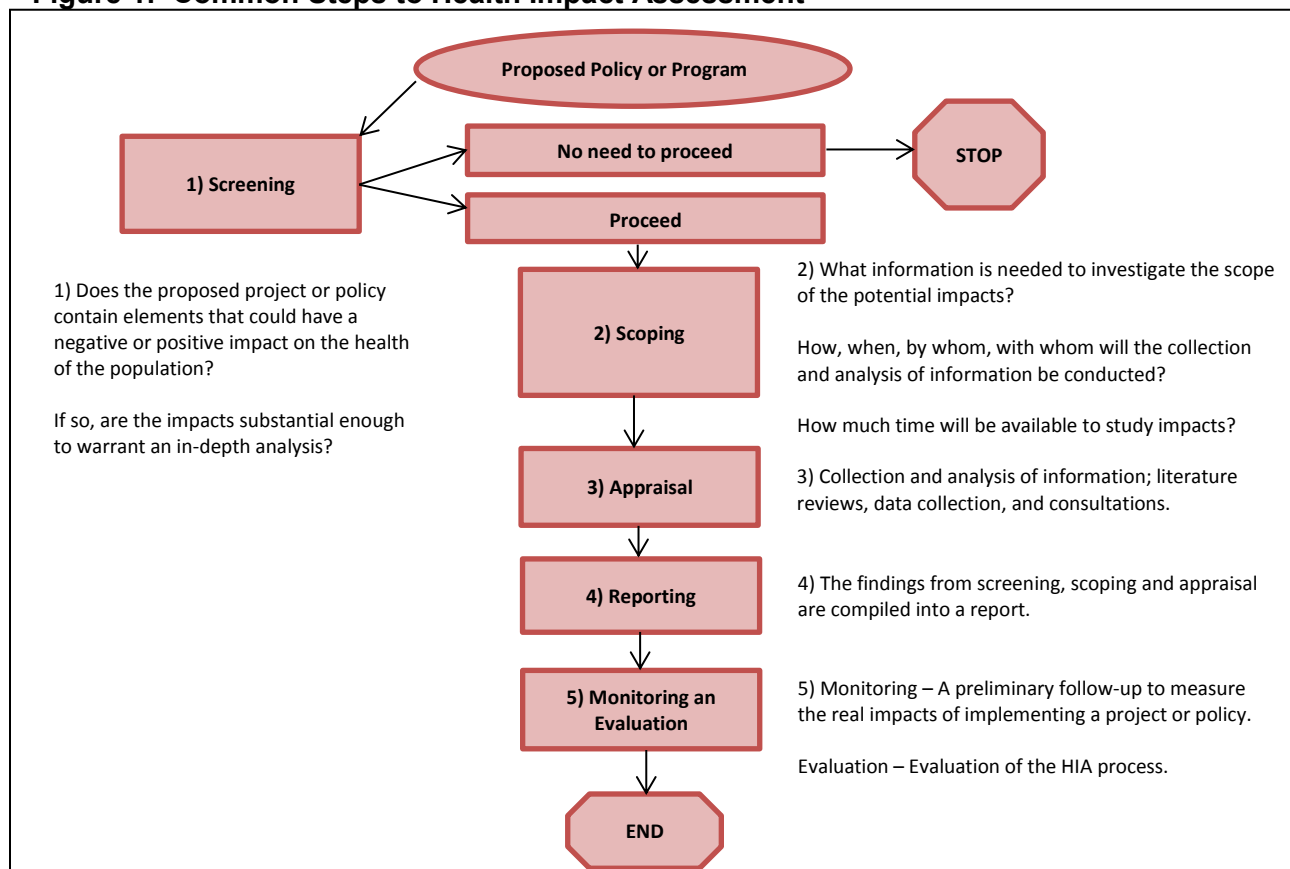 Figure 1. Common Steps to Health Impact Assessment
Proposed Policy or Program
No need to proceed
STOP
1) Screening
Proceed
1) Does the proposed project or policy
contain elements that could have a
negative or positive impact on the health
of the population?
If so, are the impacts substantial enough
to warrant an in-depth analysis?
2) Scoping
2) What information is needed to investigate the scope
of the potential impacts?
How, when, by whom, with whom will the collection
and analysis of information be conducted?
How much time will be available to study impacts?
3) Appraisal
3) Collection and analysis of information; literature
reviews, data collection, and consultations.
4) Reporting
4) The findings from screening, scoping and appraisal
are compiled into a report.
5) Monitoring an
Evaluation
5) Monitoring – A preliminary follow-up to measure
the real impacts of implementing a project or policy.
Evaluation – Evaluation of the HIA process.
END